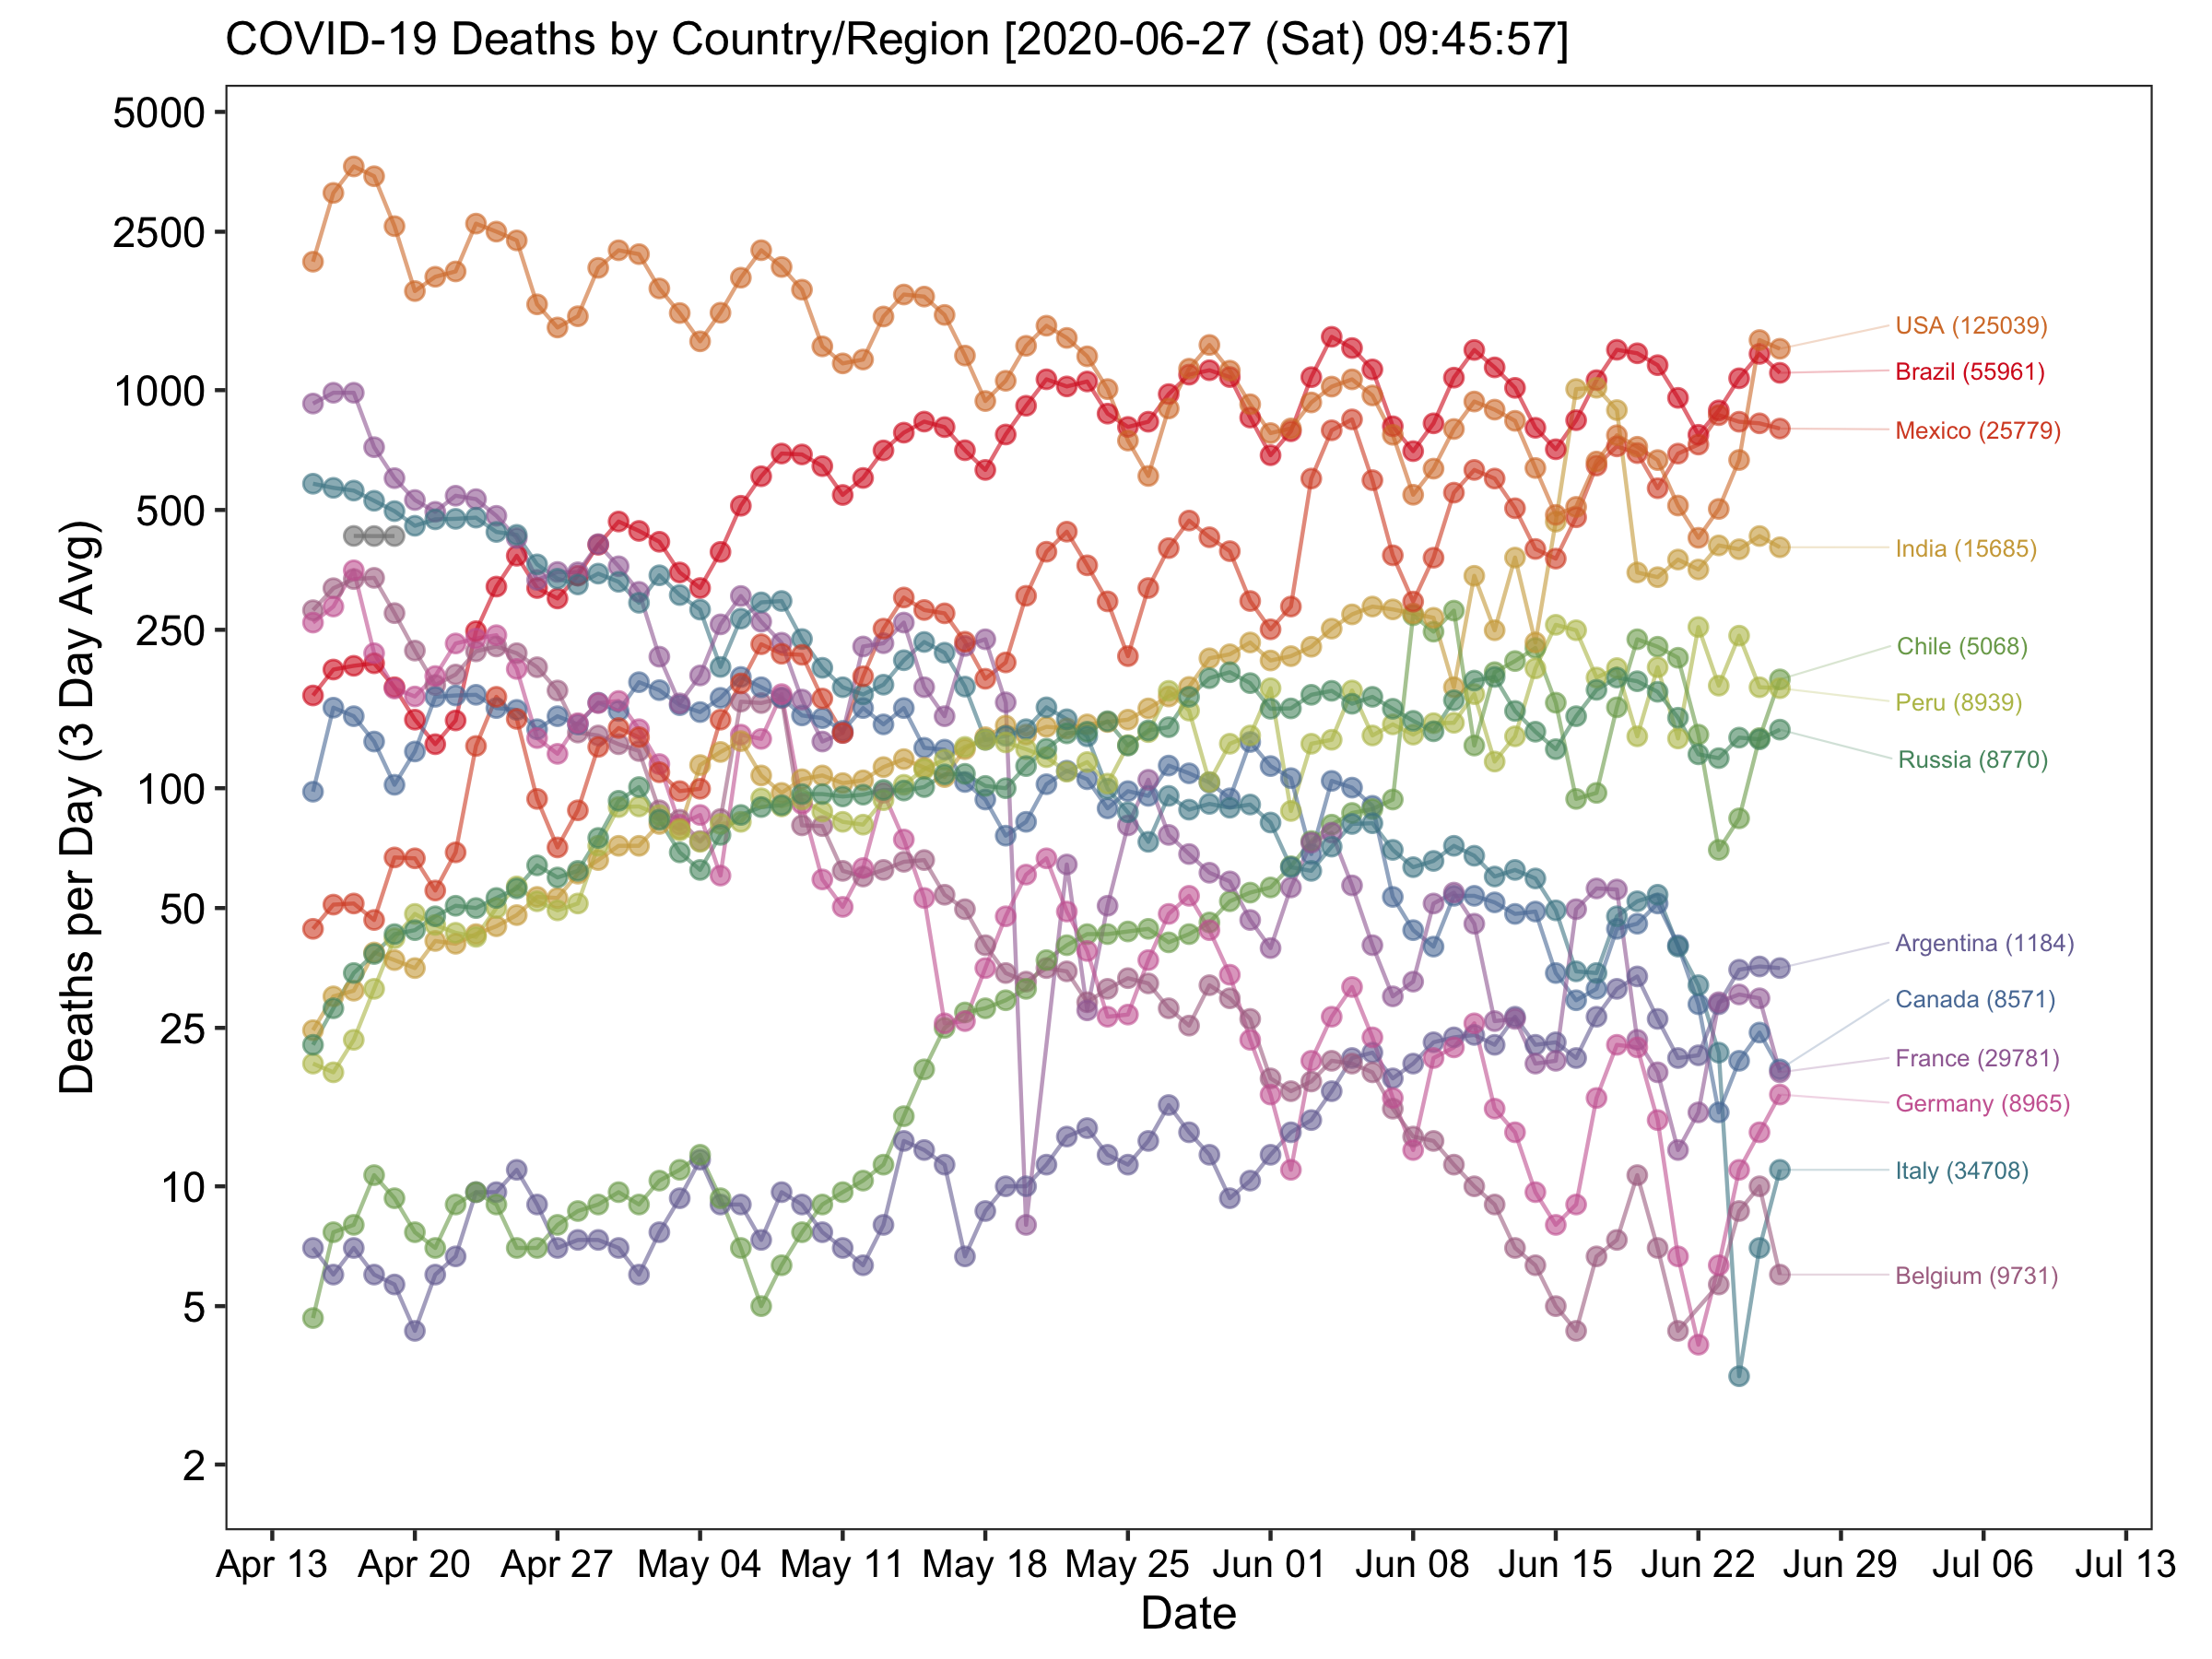 COVID-19 Deaths by Country/Region [2020-06-27 (Sat) 09:45:57]
5000
2500
1000
500
250
100
50
25
10
5
2
Deaths per Day (3 Day Avg)
USA (125039)
Brazil (55961)
Mexico (25779)
India (15685)
Chile (5068)
Peru (8939)
Russia (8770)
Argentina (1184)
Canada (8571)
France (29781)
Germany (8965)
Italy (34708)
Belgium (9731)
Apr 13 Apr 20 Apr 27 May 04 May 11 May 18 May 25 Jun 01 Jun 08 Jun 15 Jun 22 Jun 29 Jul 06 Jul 13
Date